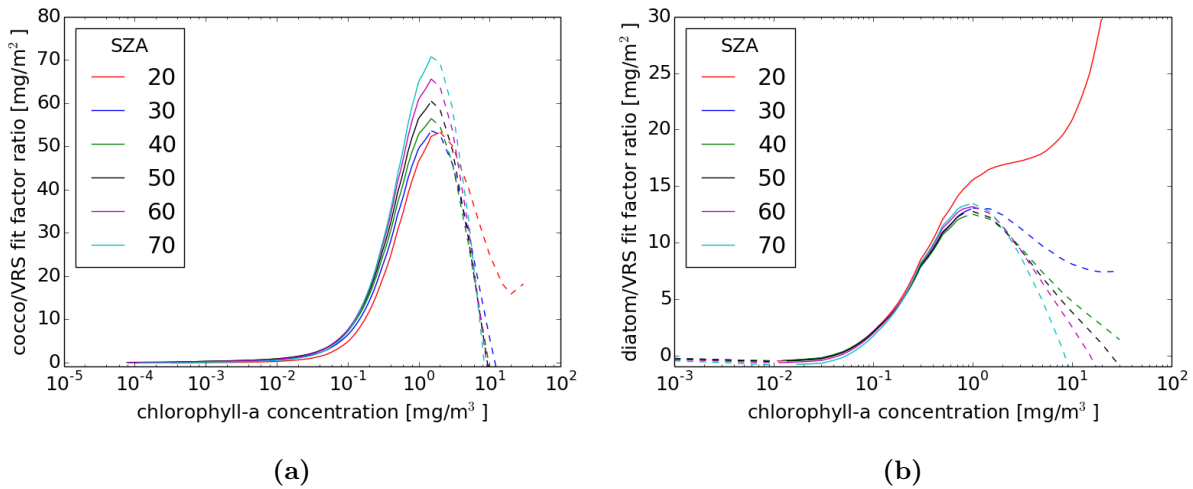 80
70
60
50
40
30
20
10
0
cocco/VRS fit factor ratio [mg/m² ]
SZA
20
30
40
50
60
70
10⁻⁵ 10⁻⁴ 10⁻³ 10⁻² 10⁻¹ 10⁰ 10¹ 10²
chlorophyll-a concentration [mg/m³ ]
(a)
30
25
20
15
10
5
0
diatom/VRS fit factor ratio [mg/m² ]
SZA
20
30
40
50
60
70
10⁻³ 10⁻² 10⁻¹ 10⁰ 10¹ 10²
chlorophyll-a concentration [mg/m³ ]
(b)